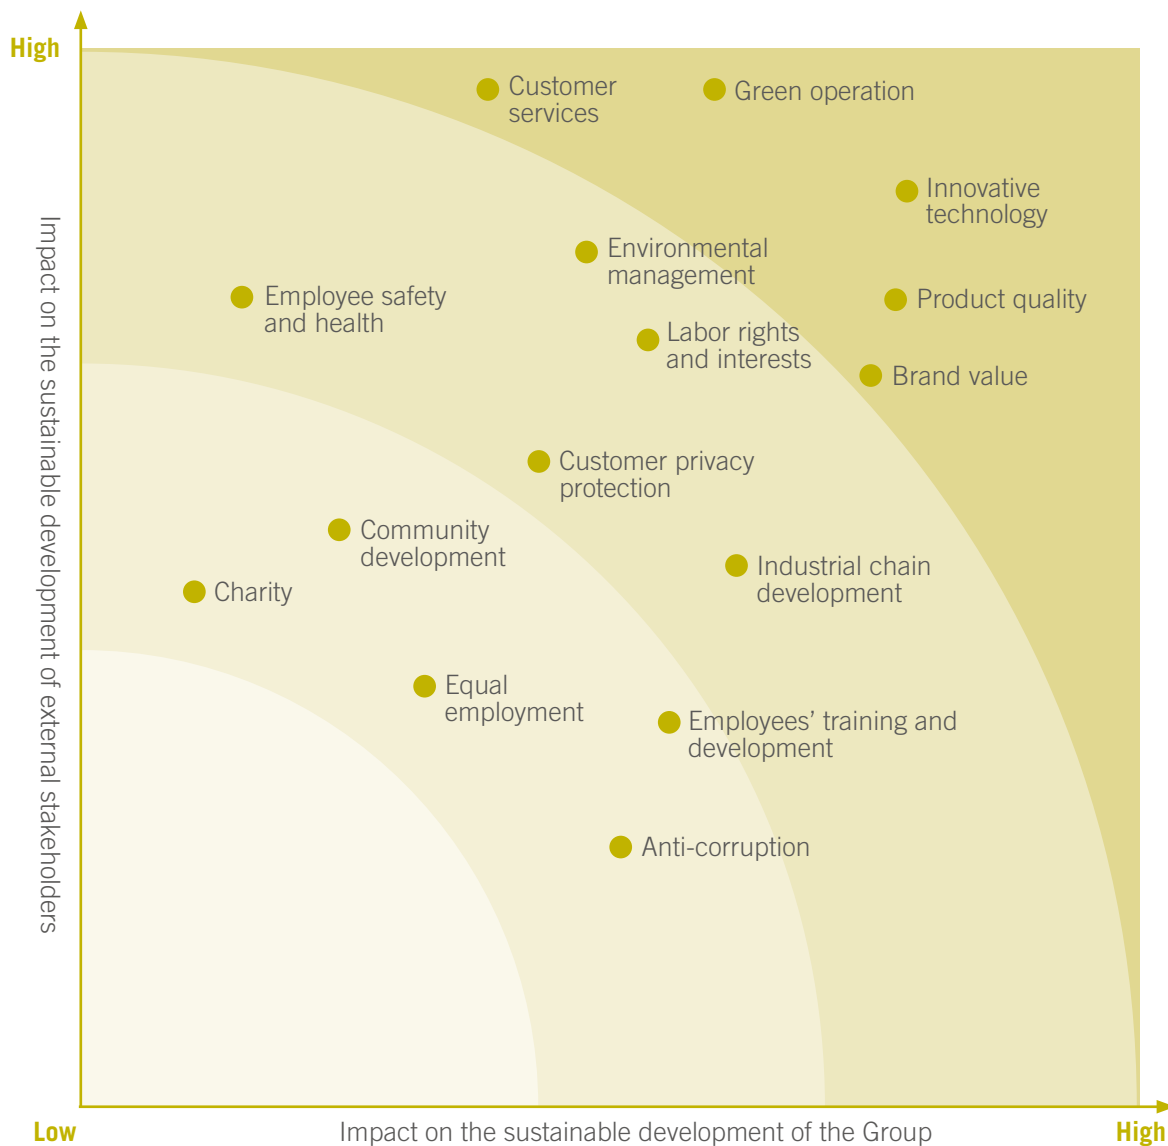 High
Customer
services
Green operation
Innovative
technology
Impact on the sustainable development of external stakeholders
Environmental
management
Employee safety
and health
Product quality
Labor rights
and interests
Brand value
Customer privacy
protection
Community
development
Industrial chain
development
Charity
Equal
employment
Employees’ training and
development
Anti-corruption
Low
Impact on the sustainable development of the Group
High